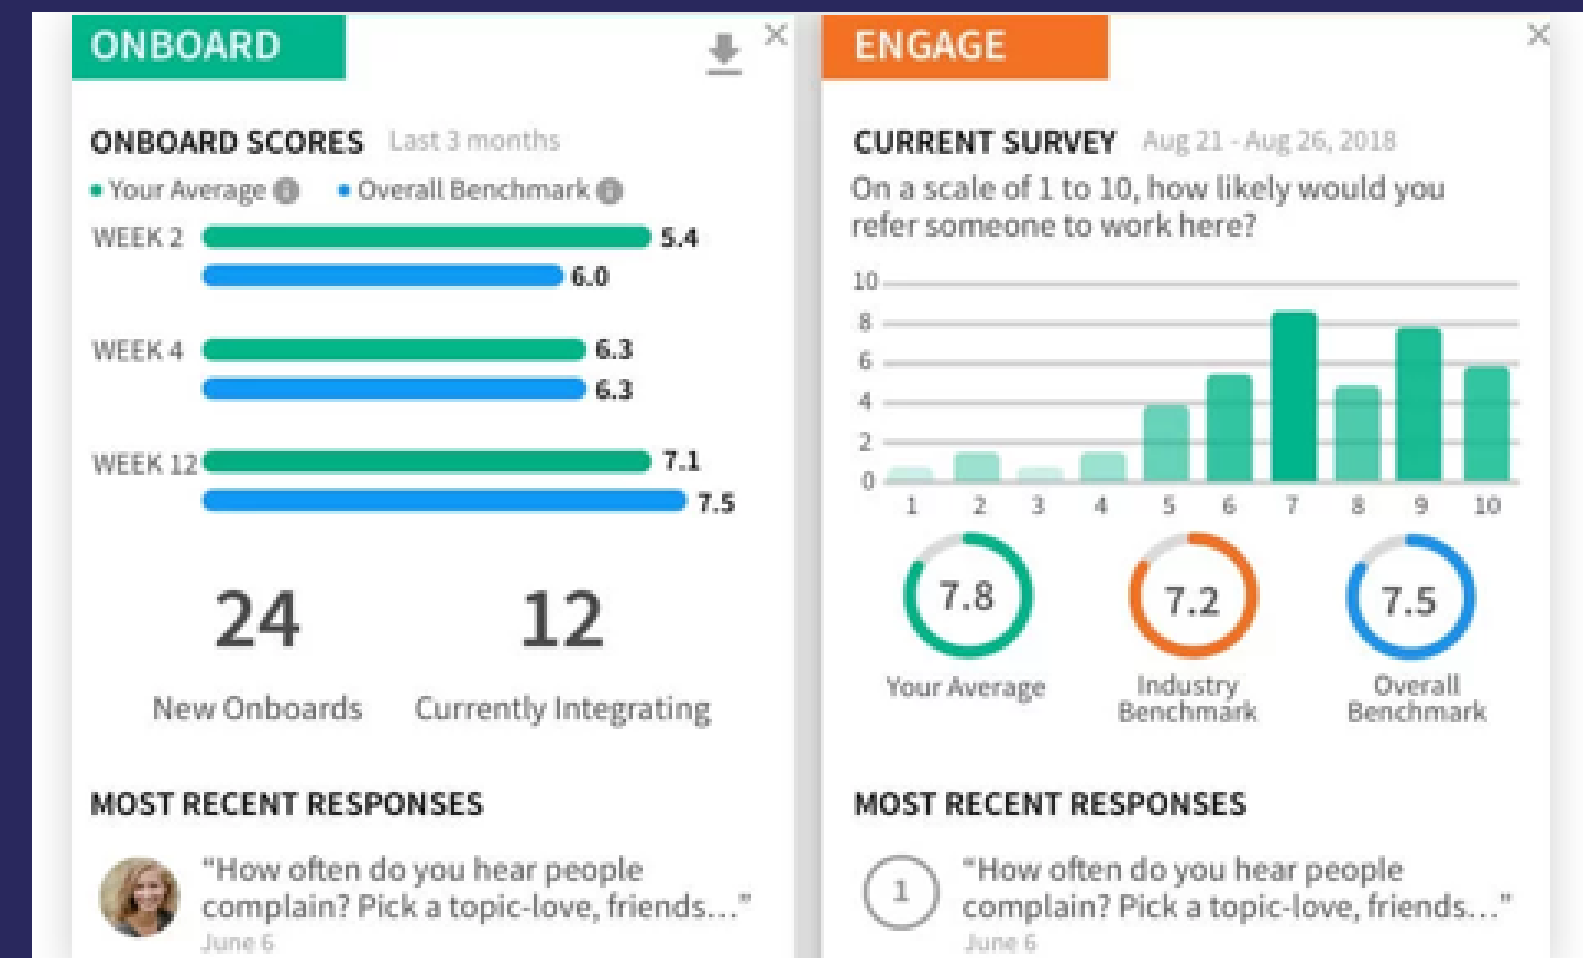 ONBOARD
ONBOARD SCORES Last 3 months
Your Average Overall Benchmark
WEEK 2 5.4
6.0
WEEK 4 6.3
6.3
WEEK 12 7.1
7.5
24 12
New Onboards Currently Integrating
MOST RECENT RESPONSES
“How often do you hear people
complain? Pick a topic-love, friends...”
June 6
ENGAGE
CURRENT SURVEY Aug 21 - Aug 26, 2018
On a scale of 1 to 10, how likely would you
refer someone to work here?
10
8
6
4
2
0
1 2 3 4 5 6 7 8 9 10
7.8 7.2 7.5
Your Average Industry Overall
Benchmark Benchmark
MOST RECENT RESPONSES
1 “How often do you hear people
complain? Pick a topic-love, friends...”
June 6